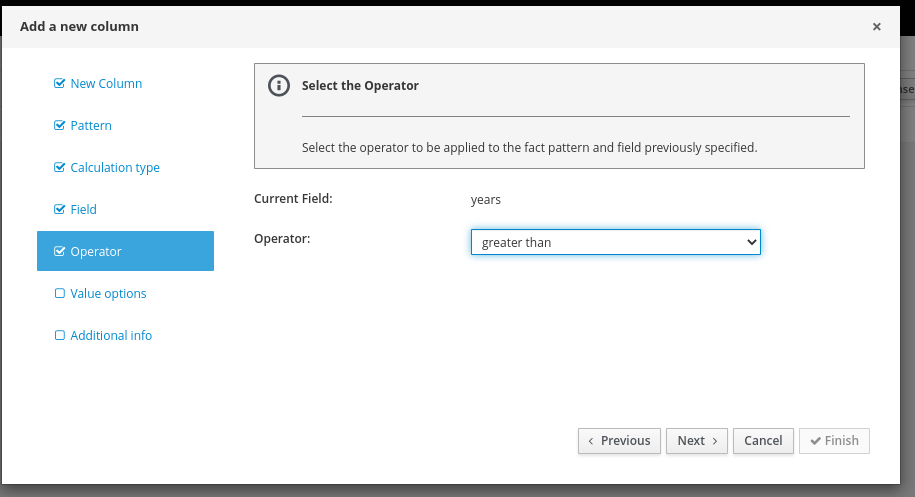 Add a new column
×
New Column
Pattern
Calculation type
Field
Operator
Value options
Additional info
Select the Operator
Select the operator to be applied to the fact pattern and field previously specified.
Current Field: years
Operator: greater than
Previous Next Cancel Finish